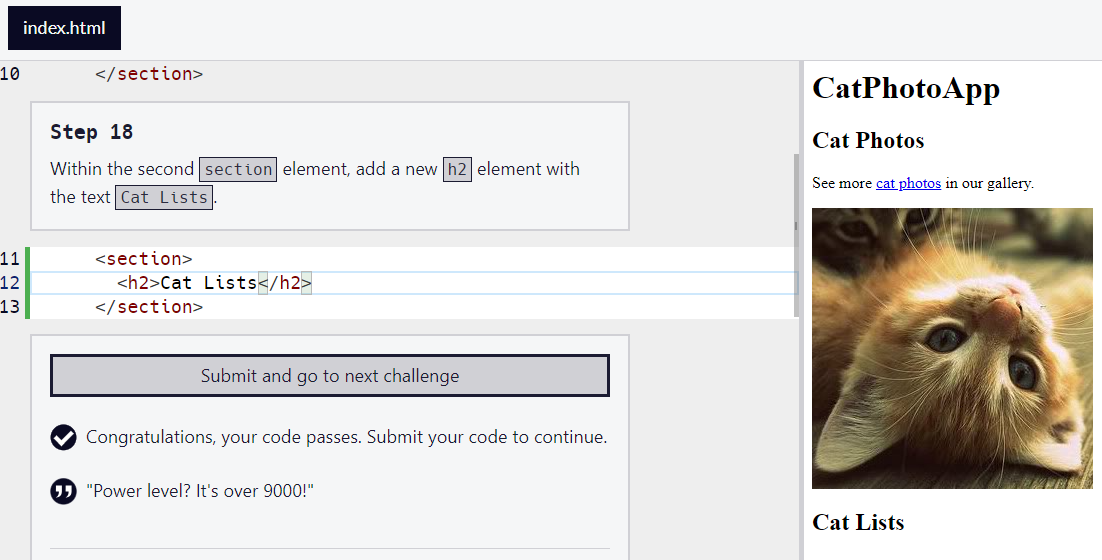 index.html
10 </section>
Step 18
Within the second section element, add a new h2 element with
the text Cat Lists.
11 <section>
12 <h2>Cat Lists</h2>
13 </section>
Submit and go to next challenge
Congratulations, your code passes. Submit your code to continue.
"Power level? It's over 9000!"
CatPhotoApp
Cat Photos
See more cat photos in our gallery.
Cat Lists